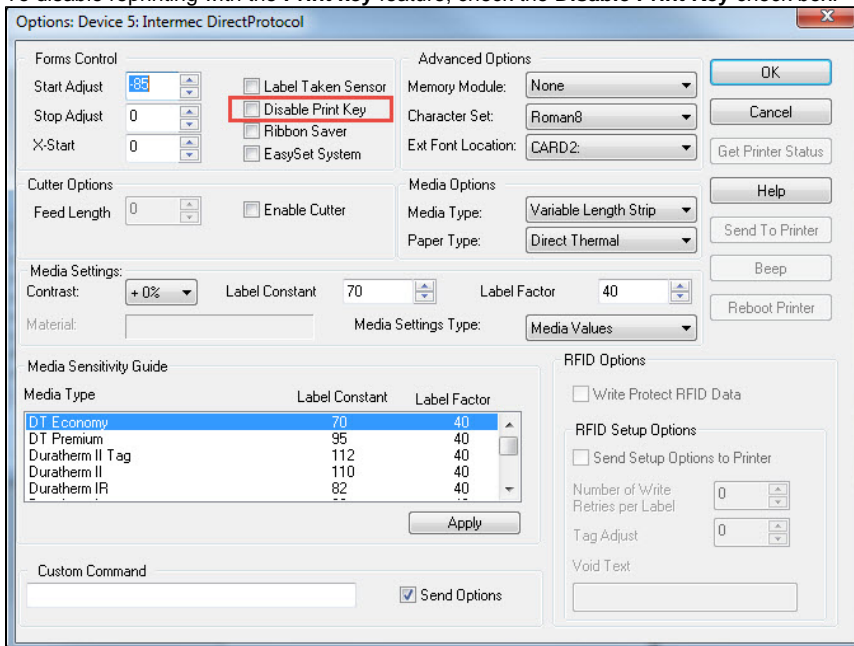 To disable reprinting with the Print key feature, check the Disable Print Key check box.
Options: Device 5: Intermec DirectProtocol
Forms Control
Start Adjust -85
Stop Adjust 0
X-Start 0
Label Taken Sensor
Disable Print Key
Ribbon Saver
EasySet System
Advanced Options
Memory Module: None
Character Set: Roman8
Ext Font Location: CARD2:
OK
Cancel
Get Printer Status
Help
Send To Printer
Beep
Reboot Printer
Cutter Options
Feed Length 0
Enable Cutter
Media Options
Media Type: Variable Length Strip
Paper Type: Direct Thermal
Media Settings:
Contrast: + 0% Label Constant 70 Label Factor 40
Material: Media Settings Type: Media Values
Media Sensitivity Guide
Media Type Label Constant Label Factor
DT Economy 70 40
DT Premium 95 40
Duratherm II Tag 112 40
Duratherm II 110 40
Duratherm IR 82 40
Apply
RFID Options
Write Protect RFID Data
RFID Setup Options
Send Setup Options to Printer
Number of Write
Retries per Label 0
Tag Adjust 0
Void Text
Custom Command
Send Options